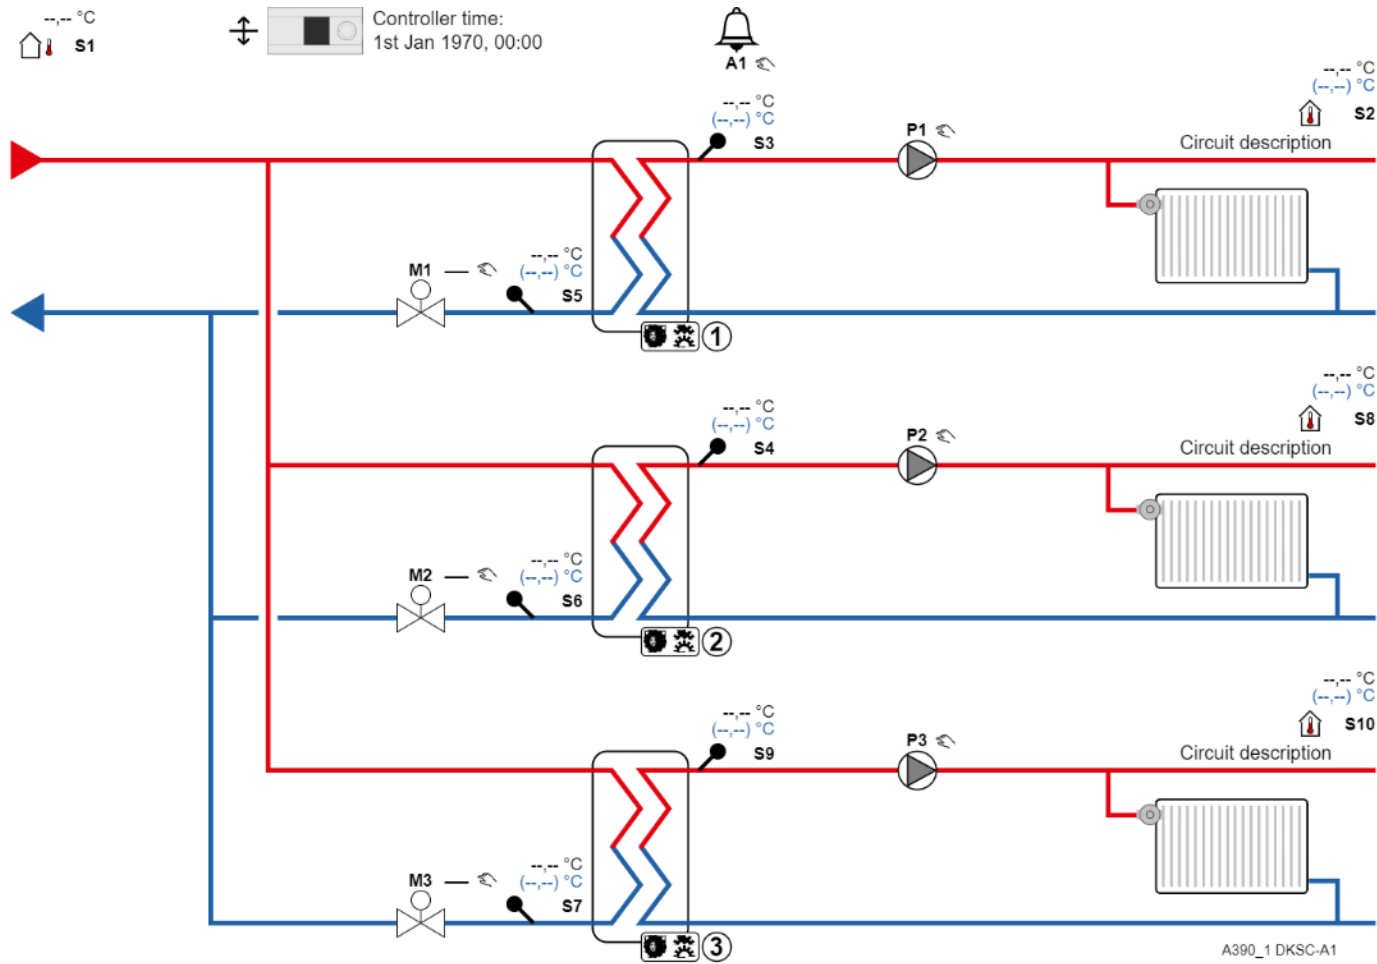 --,-- °C
S1
Controller time:
1st Jan 1970, 00:00
A1
--,-- °C
(--,--) °C
S3
P1
--,-- °C
(--,--) °C
S2
Circuit description
M1
--,-- °C
(--,--) °C
S5
1
--,-- °C
(--,--) °C
S4
P2
--,-- °C
(--,--) °C
S8
Circuit description
M2
--,-- °C
(--,--) °C
S6
2
--,-- °C
(--,--) °C
S9
P3
--,-- °C
(--,--) °C
S10
Circuit description
M3
--,-- °C
(--,--) °C
S7
3
A390_1 DKSC-A1